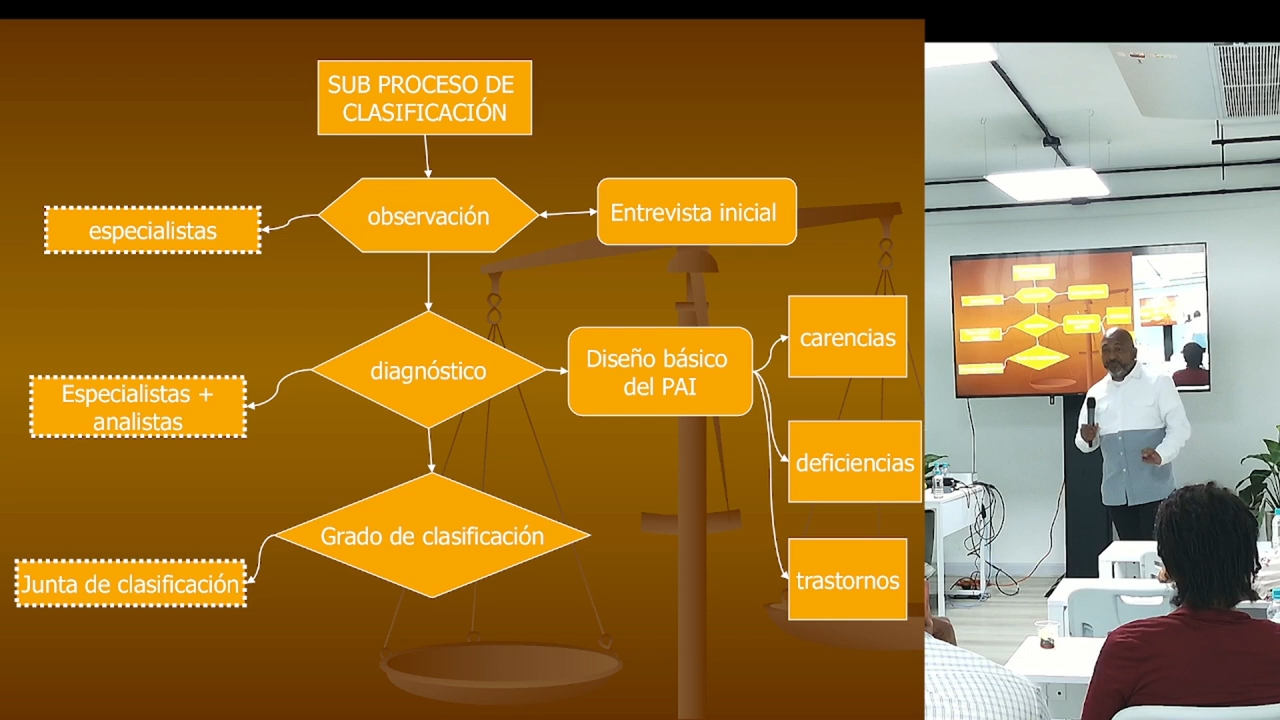 SUB PROCESO DE
CLASIFICACIÓN
observación
Entrevista inicial
especialistas
diagnóstico
Diseño básico
del PAI
carencias
Especialistas +
analistas
deficiencias
Grado de clasificación
Junta de clasificación
trastornos